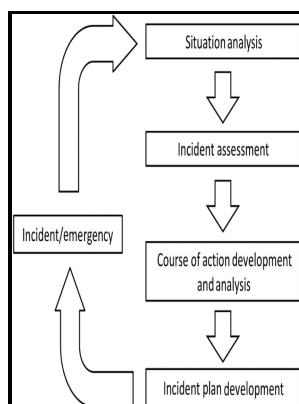 Situation analysis
Incident assessment
Incident/emergency
Course of action development
and analysis
Incident plan development